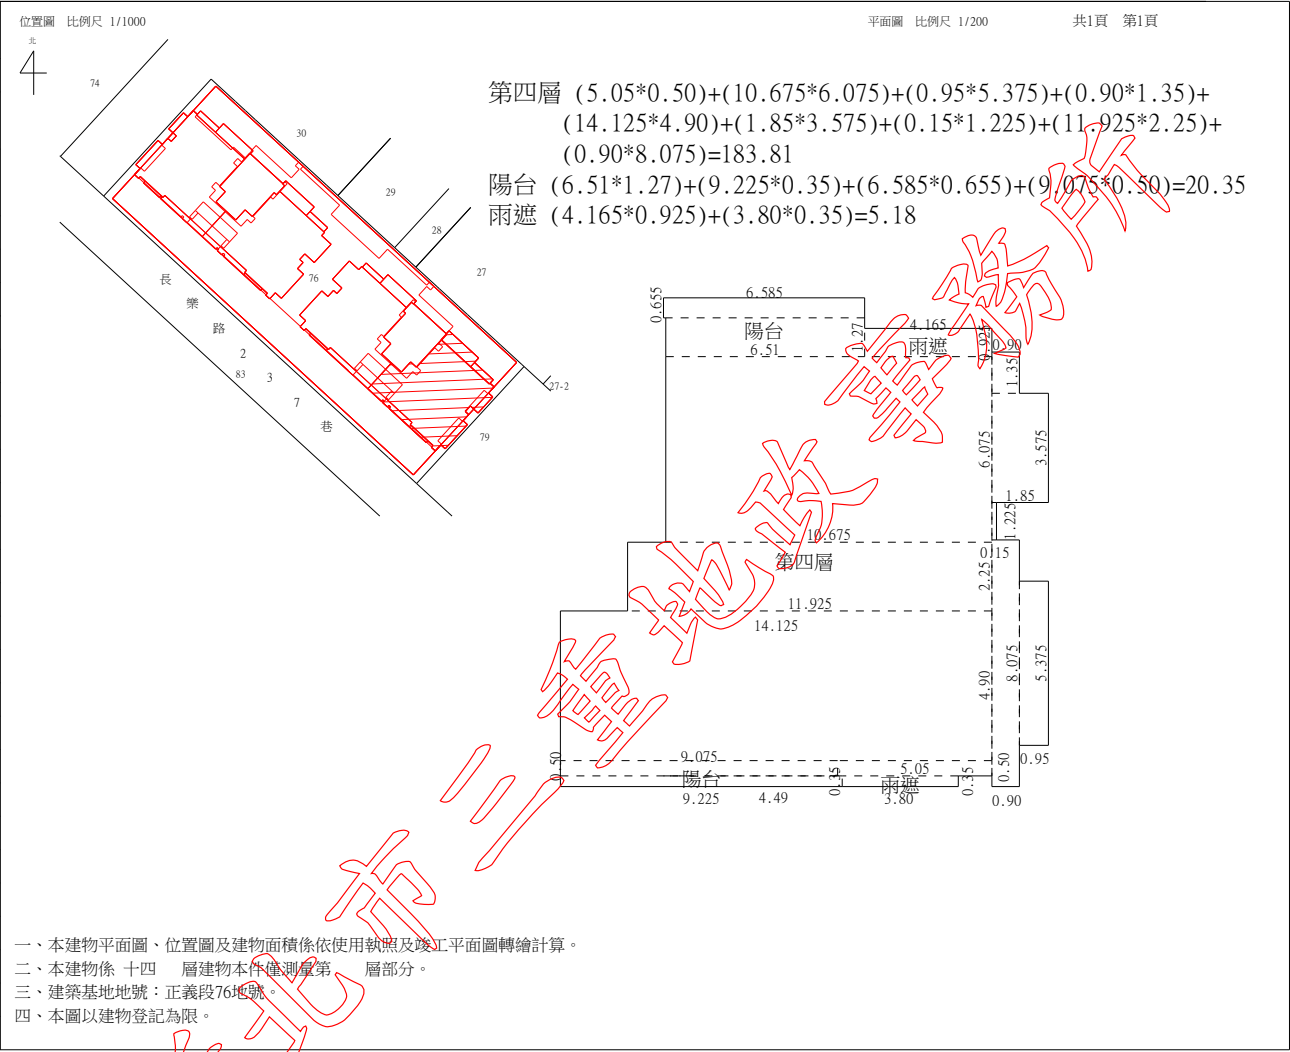 位置圖 比例尺 1/1000
平面圖 比例尺 1/200
共1頁 第1頁
北
74
30
29
28
27
76
27-2
79
長
樂
路
2
83
3
7
巷
第四層 (5.05*0.50)+(10.675*6.075)+(0.95*5.375)+(0.90*1.35)+
(14.125*4.90)+(1.85*3.575)+(0.15*1.225)+(11.925*2.25)+
(0.90*8.075)=183.81
陽台 (6.51*1.27)+(9.225*0.35)+(6.585*0.655)+(9.075*0.50)=20.35
雨遮 (4.165*0.925)+(3.80*0.35)=5.18
0.655
6.585
陽台
6.51
1.27
4.165
雨遮
0.925
0.90
1.35
6.075
3.575
1.85
1.225
10.675
0.15
第四層
2.25
11.925
14.125
4.90
8.075
5.375
0.50
9.075
陽台
5.05
雨遮
0.35
0.35
0.50
0.95
9.225
4.49
3.80
0.90
北市三重地政事務所
一、本建物平面圖、位置圖及建物面積係依使用執照及竣工平面圖轉繪計算。
二、本建物係 十四 層建物本件僅測量第 層部分。
三、建築基地地號：正義段76地號。
四、本圖以建物登記為限。